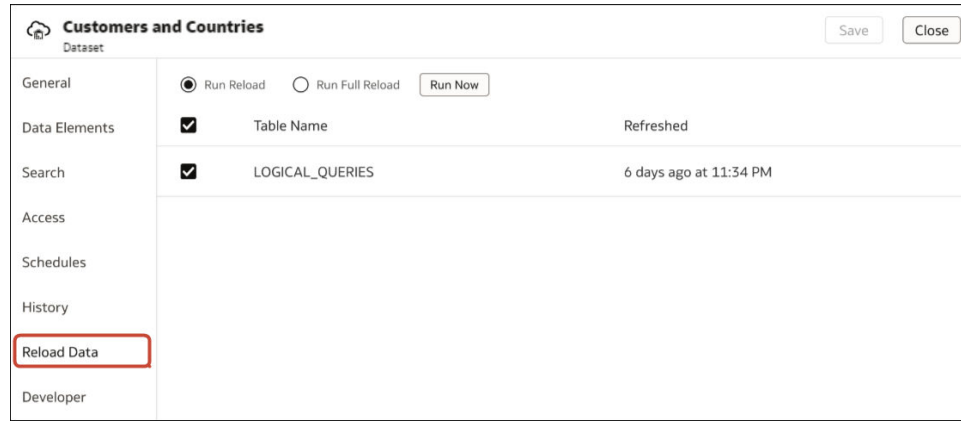 Customers and Countries
Dataset
Save
Close
General
Data Elements
Search
Access
Schedules
History
Reload Data
Developer
Run Reload
Run Full Reload
Run Now
Table Name
Refreshed
LOGICAL_QUERIES
6 days ago at 11:34 PM